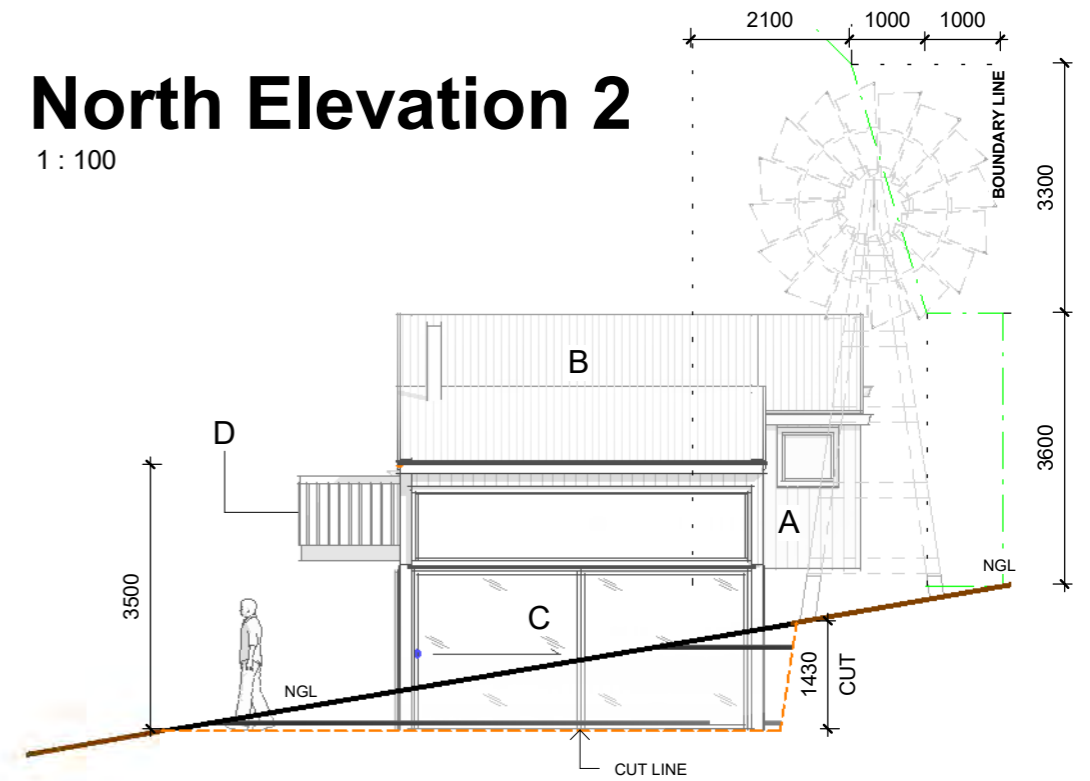 2100 1000 1000
North Elevation 2
1 : 100
BOUNDARY LINE
3300
B
D
3600
A
NGL
3500
C
1430
CUT
NGL
CUT LINE